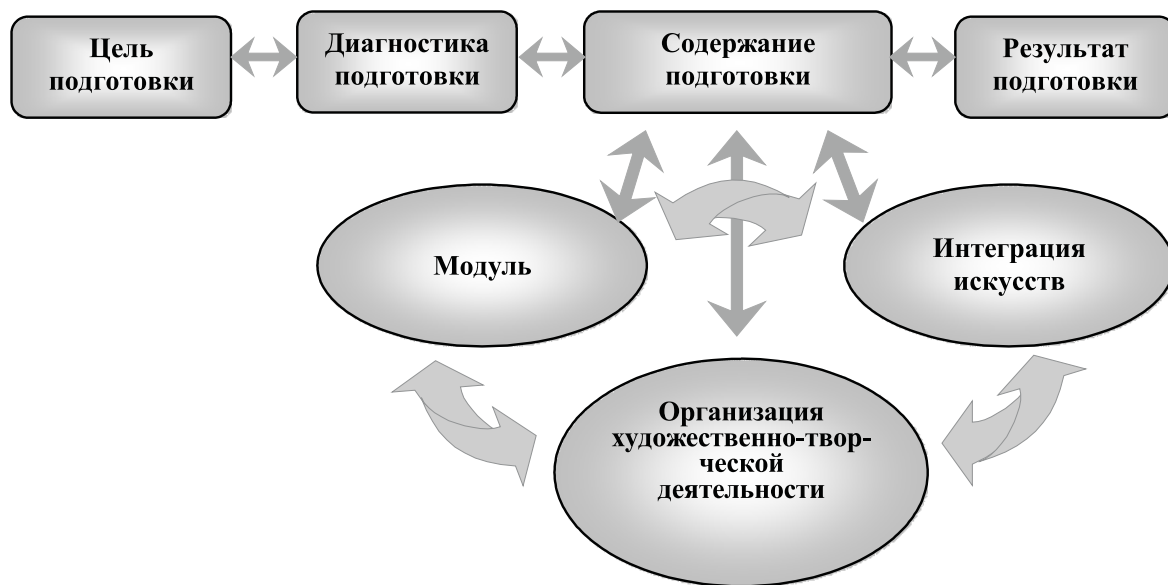 Цель
подготовки
Диагностика
подготовки
Содержание
подготовки
Результат
подготовки
Модуль
Интеграция
искусств
Организация
художественно-твор-
ческой
деятельности